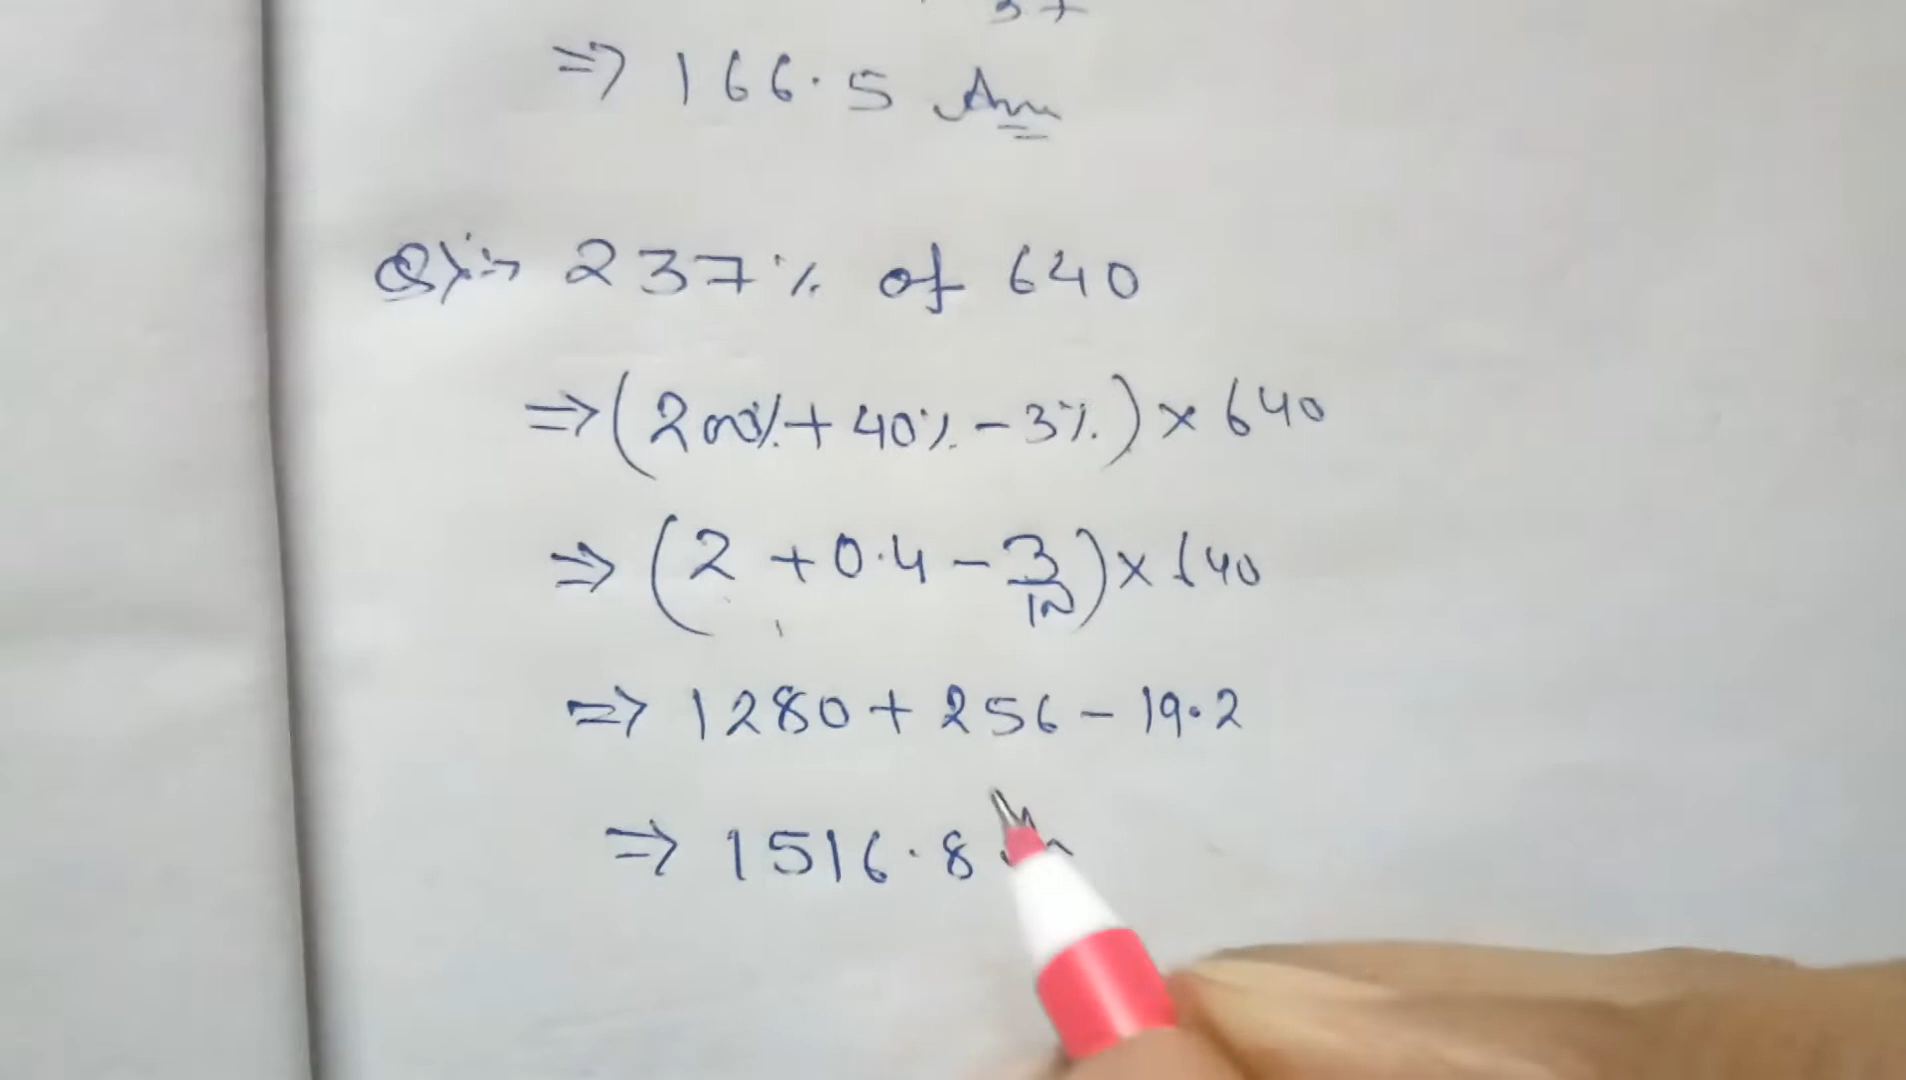 ⇒ 166.5 Ans
Q):→ 237% of 640
⇒ (200% + 40% - 3%) × 640
⇒ (2 + 0.4 - 3/100) × 640
⇒ 1280 + 256 - 19.2
⇒ 1516.8